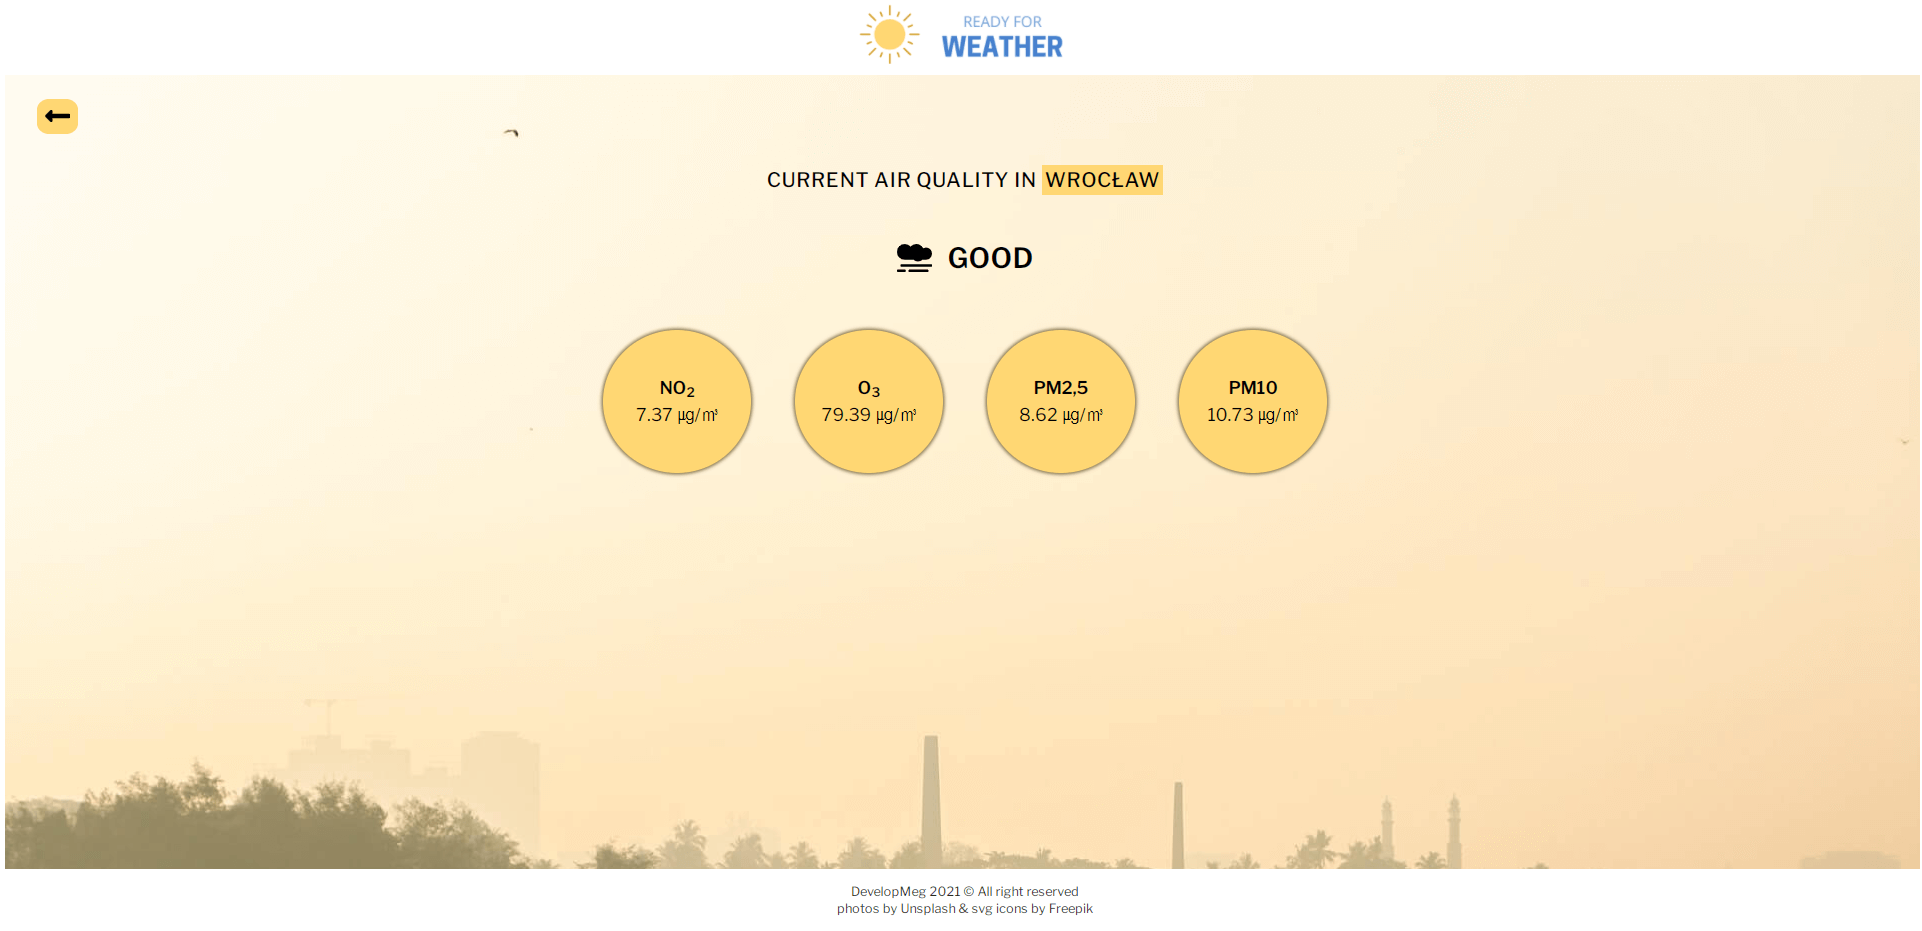 READY FOR
WEATHER
CURRENT AIR QUALITY IN WROCŁAW
GOOD
NO₂
7.37 µg/m³
O₃
79.39 µg/m³
PM2,5
8.62 µg/m³
PM10
10.73 µg/m³
DevelopMeg 2021 © All right reserved
photos by Unsplash & svg icons by Freepik